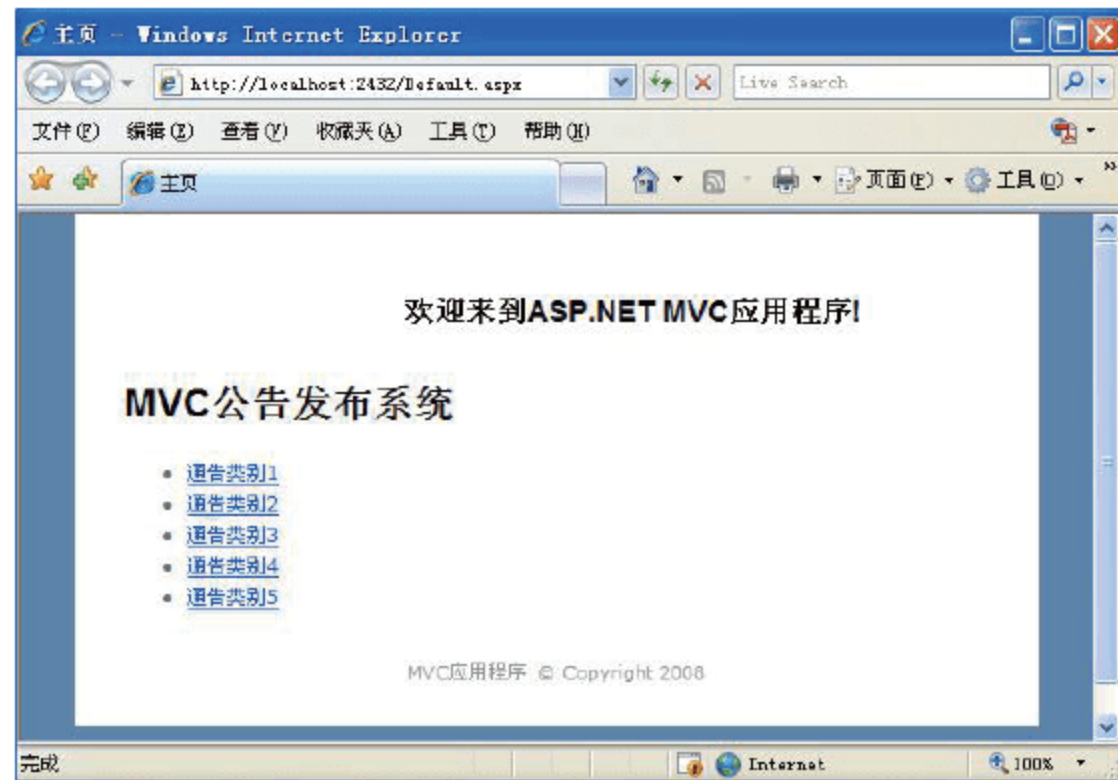 主页 - Windows Internet Explorer
http://localhost:2432/Default.aspx
Live Search
文件(F) 编辑(E) 查看(V) 收藏夹(A) 工具(T) 帮助(H)
主页
页面(P) 工具(O)
欢迎来到ASP.NET MVC应用程序!
MVC公告发布系统
• 通告类别1
• 通告类别2
• 通告类别3
• 通告类别4
• 通告类别5
MVC应用程序 © Copyright 2008
完成 Internet 100%